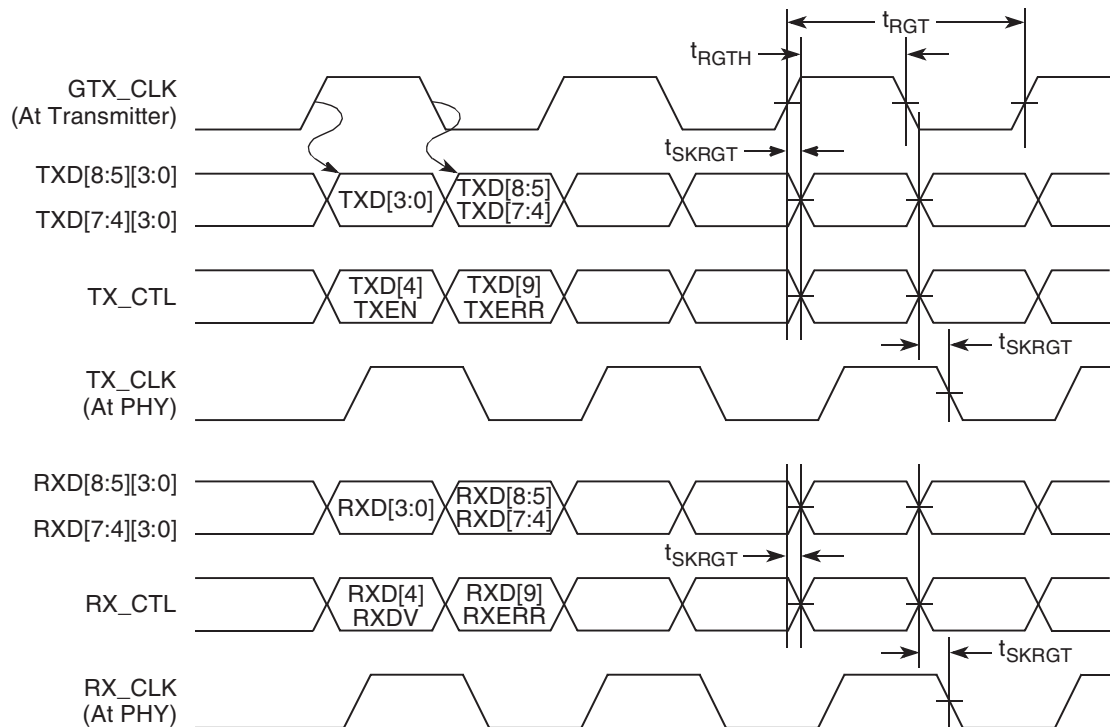 tRGT
tRGTH
GTX_CLK
(At Transmitter)
tSKRGT
TXD[8:5][3:0]
TXD[7:4][3:0]
TXD[3:0]
TXD[8:5]
TXD[7:4]
TX_CTL
TXD[4]
TXEN
TXD[9]
TXERR
tSKRGT
TX_CLK
(At PHY)
RXD[8:5][3:0]
RXD[7:4][3:0]
RXD[3:0]
RXD[8:5]
RXD[7:4]
tSKRGT
RX_CTL
RXD[4]
RXDV
RXD[9]
RXERR
tSKRGT
RX_CLK
(At PHY)